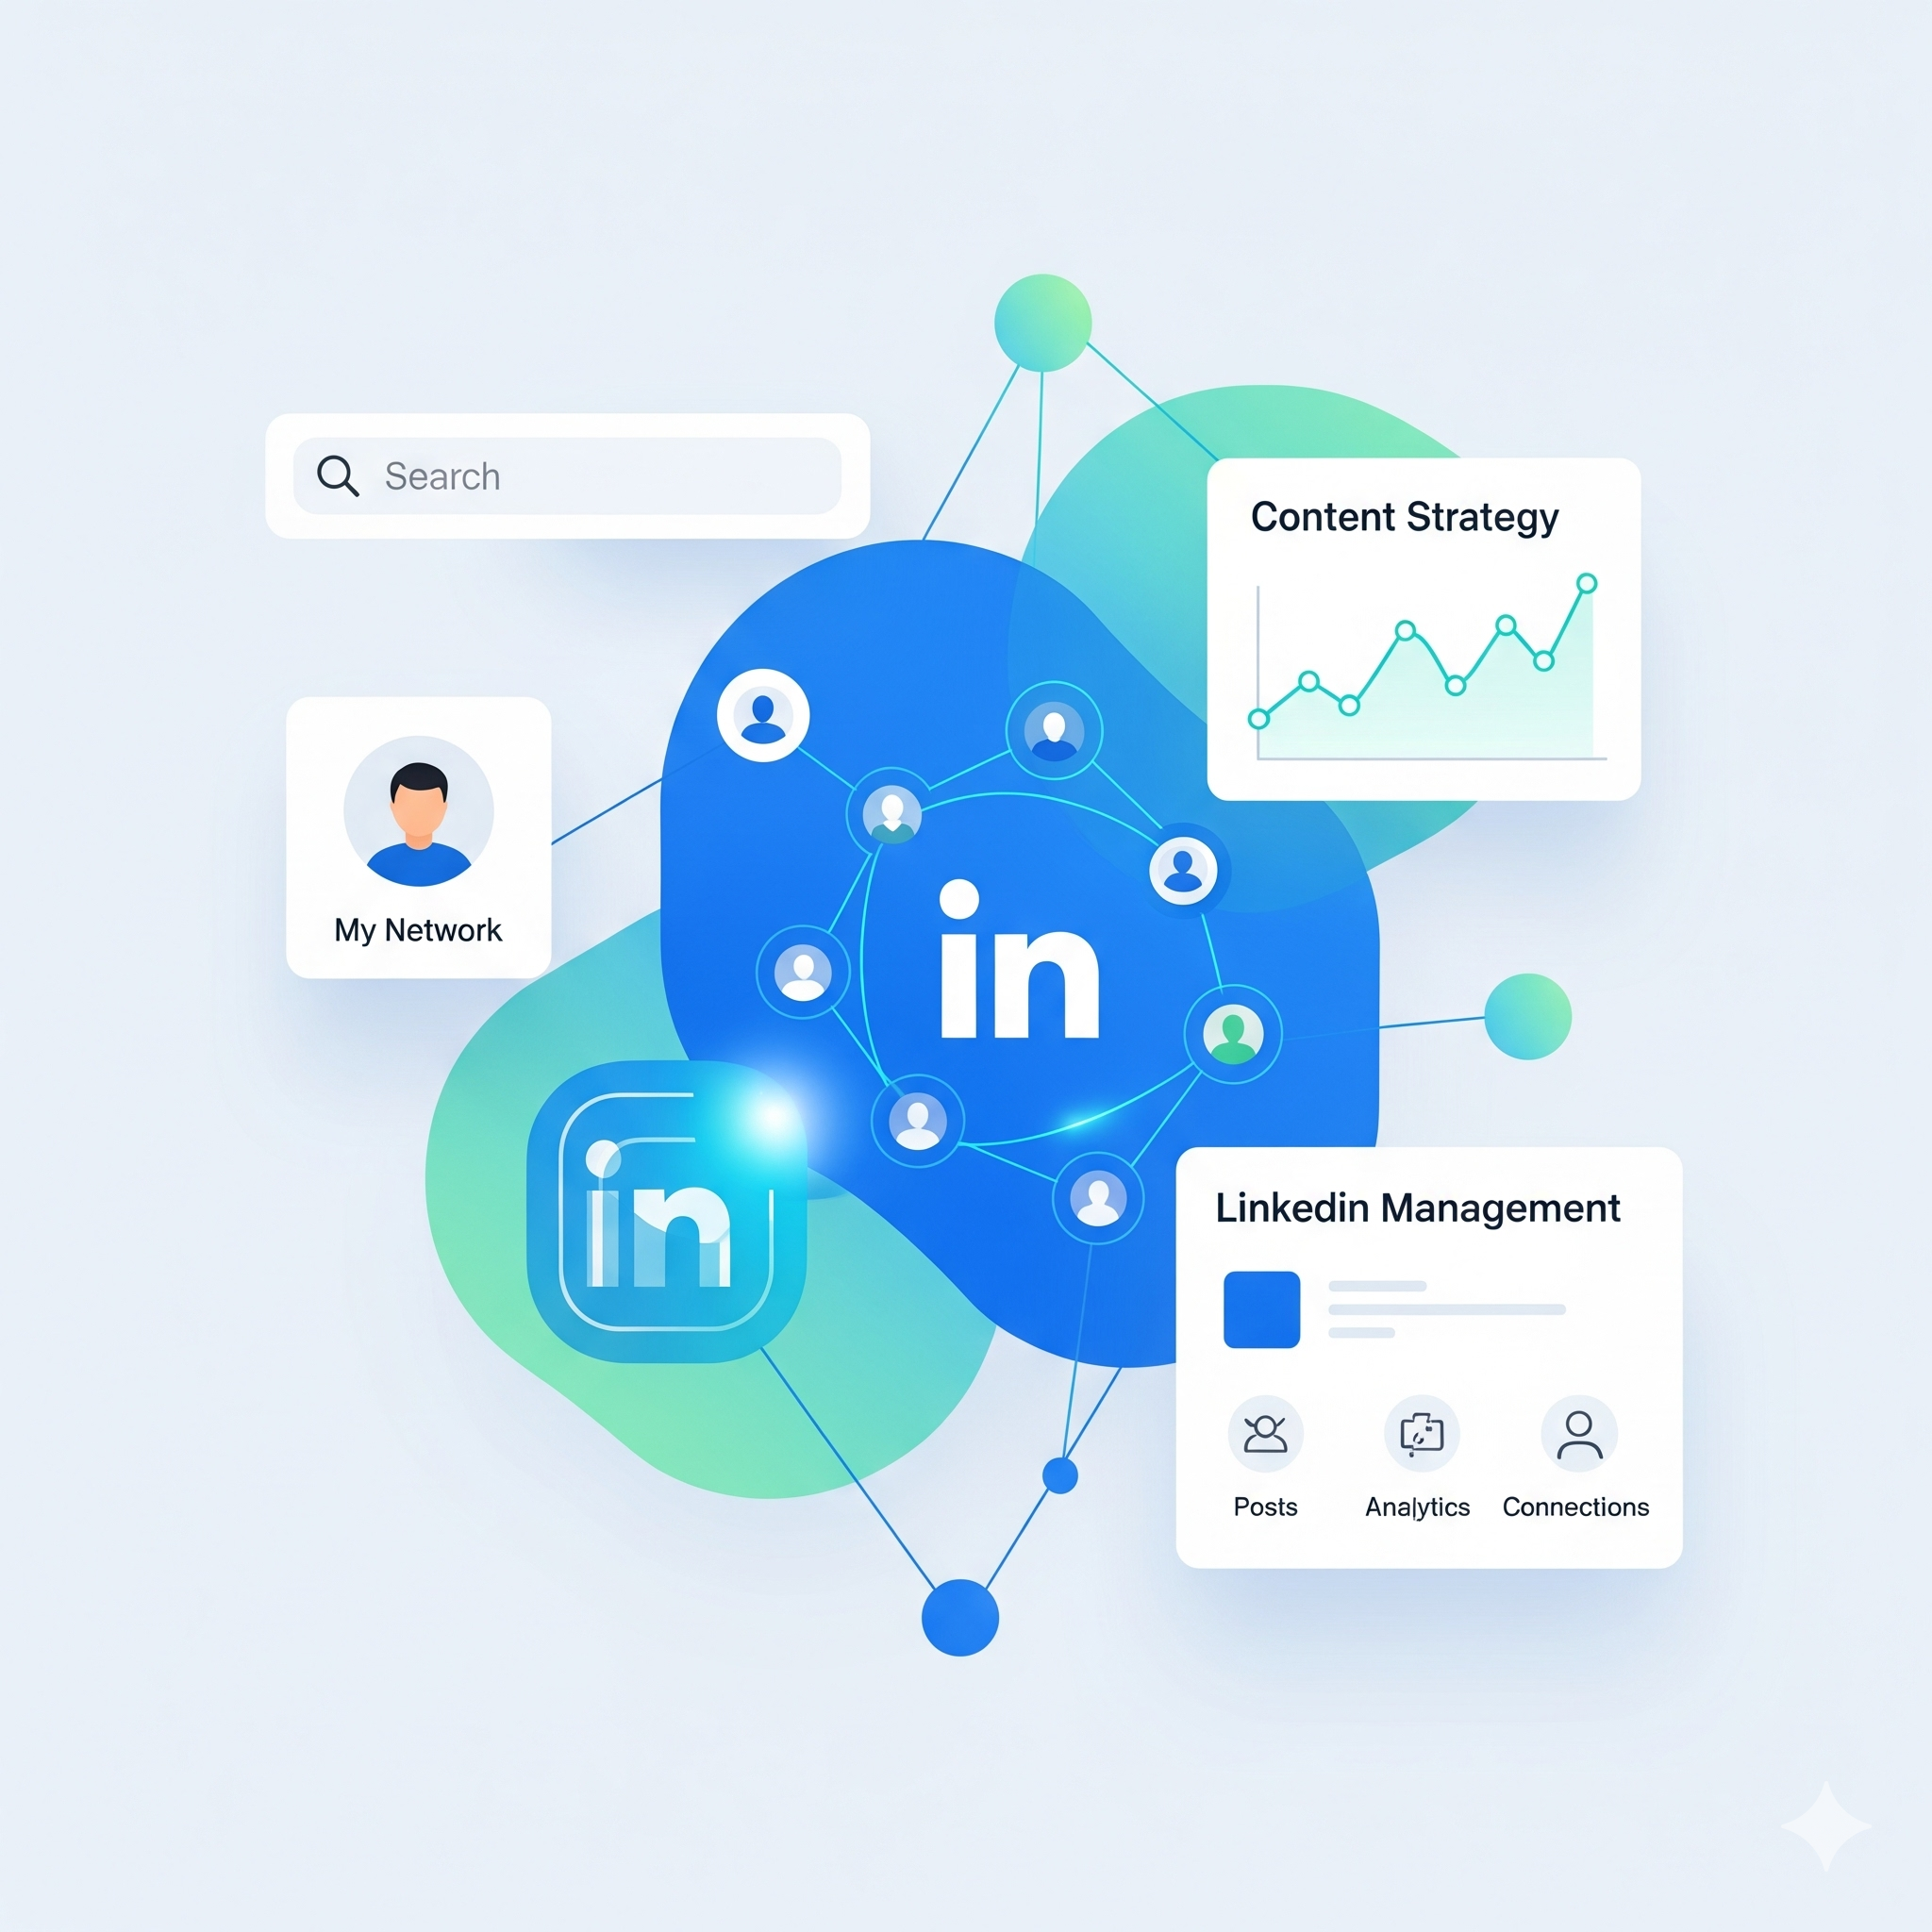 Search
Content Strategy
My Network
in
in
Linkedin Management
Posts
Analytics
Connections